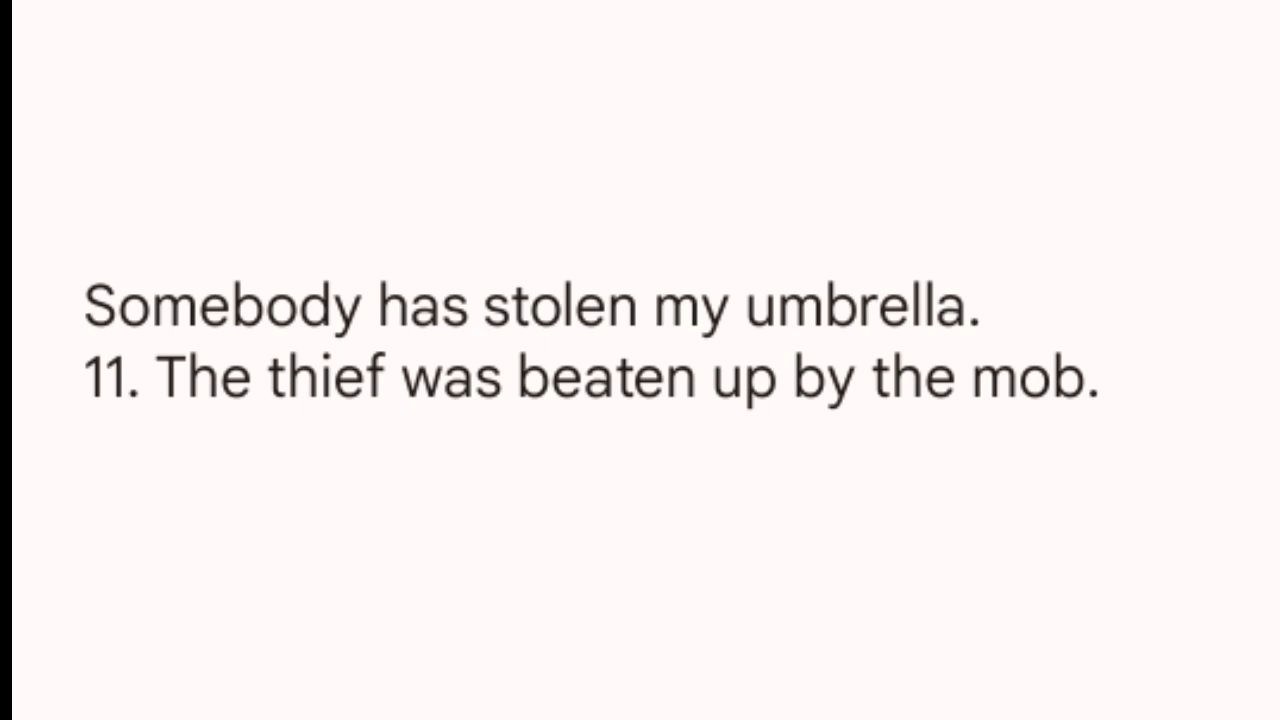 Somebody has stolen my umbrella.
11. The thief was beaten up by the mob.